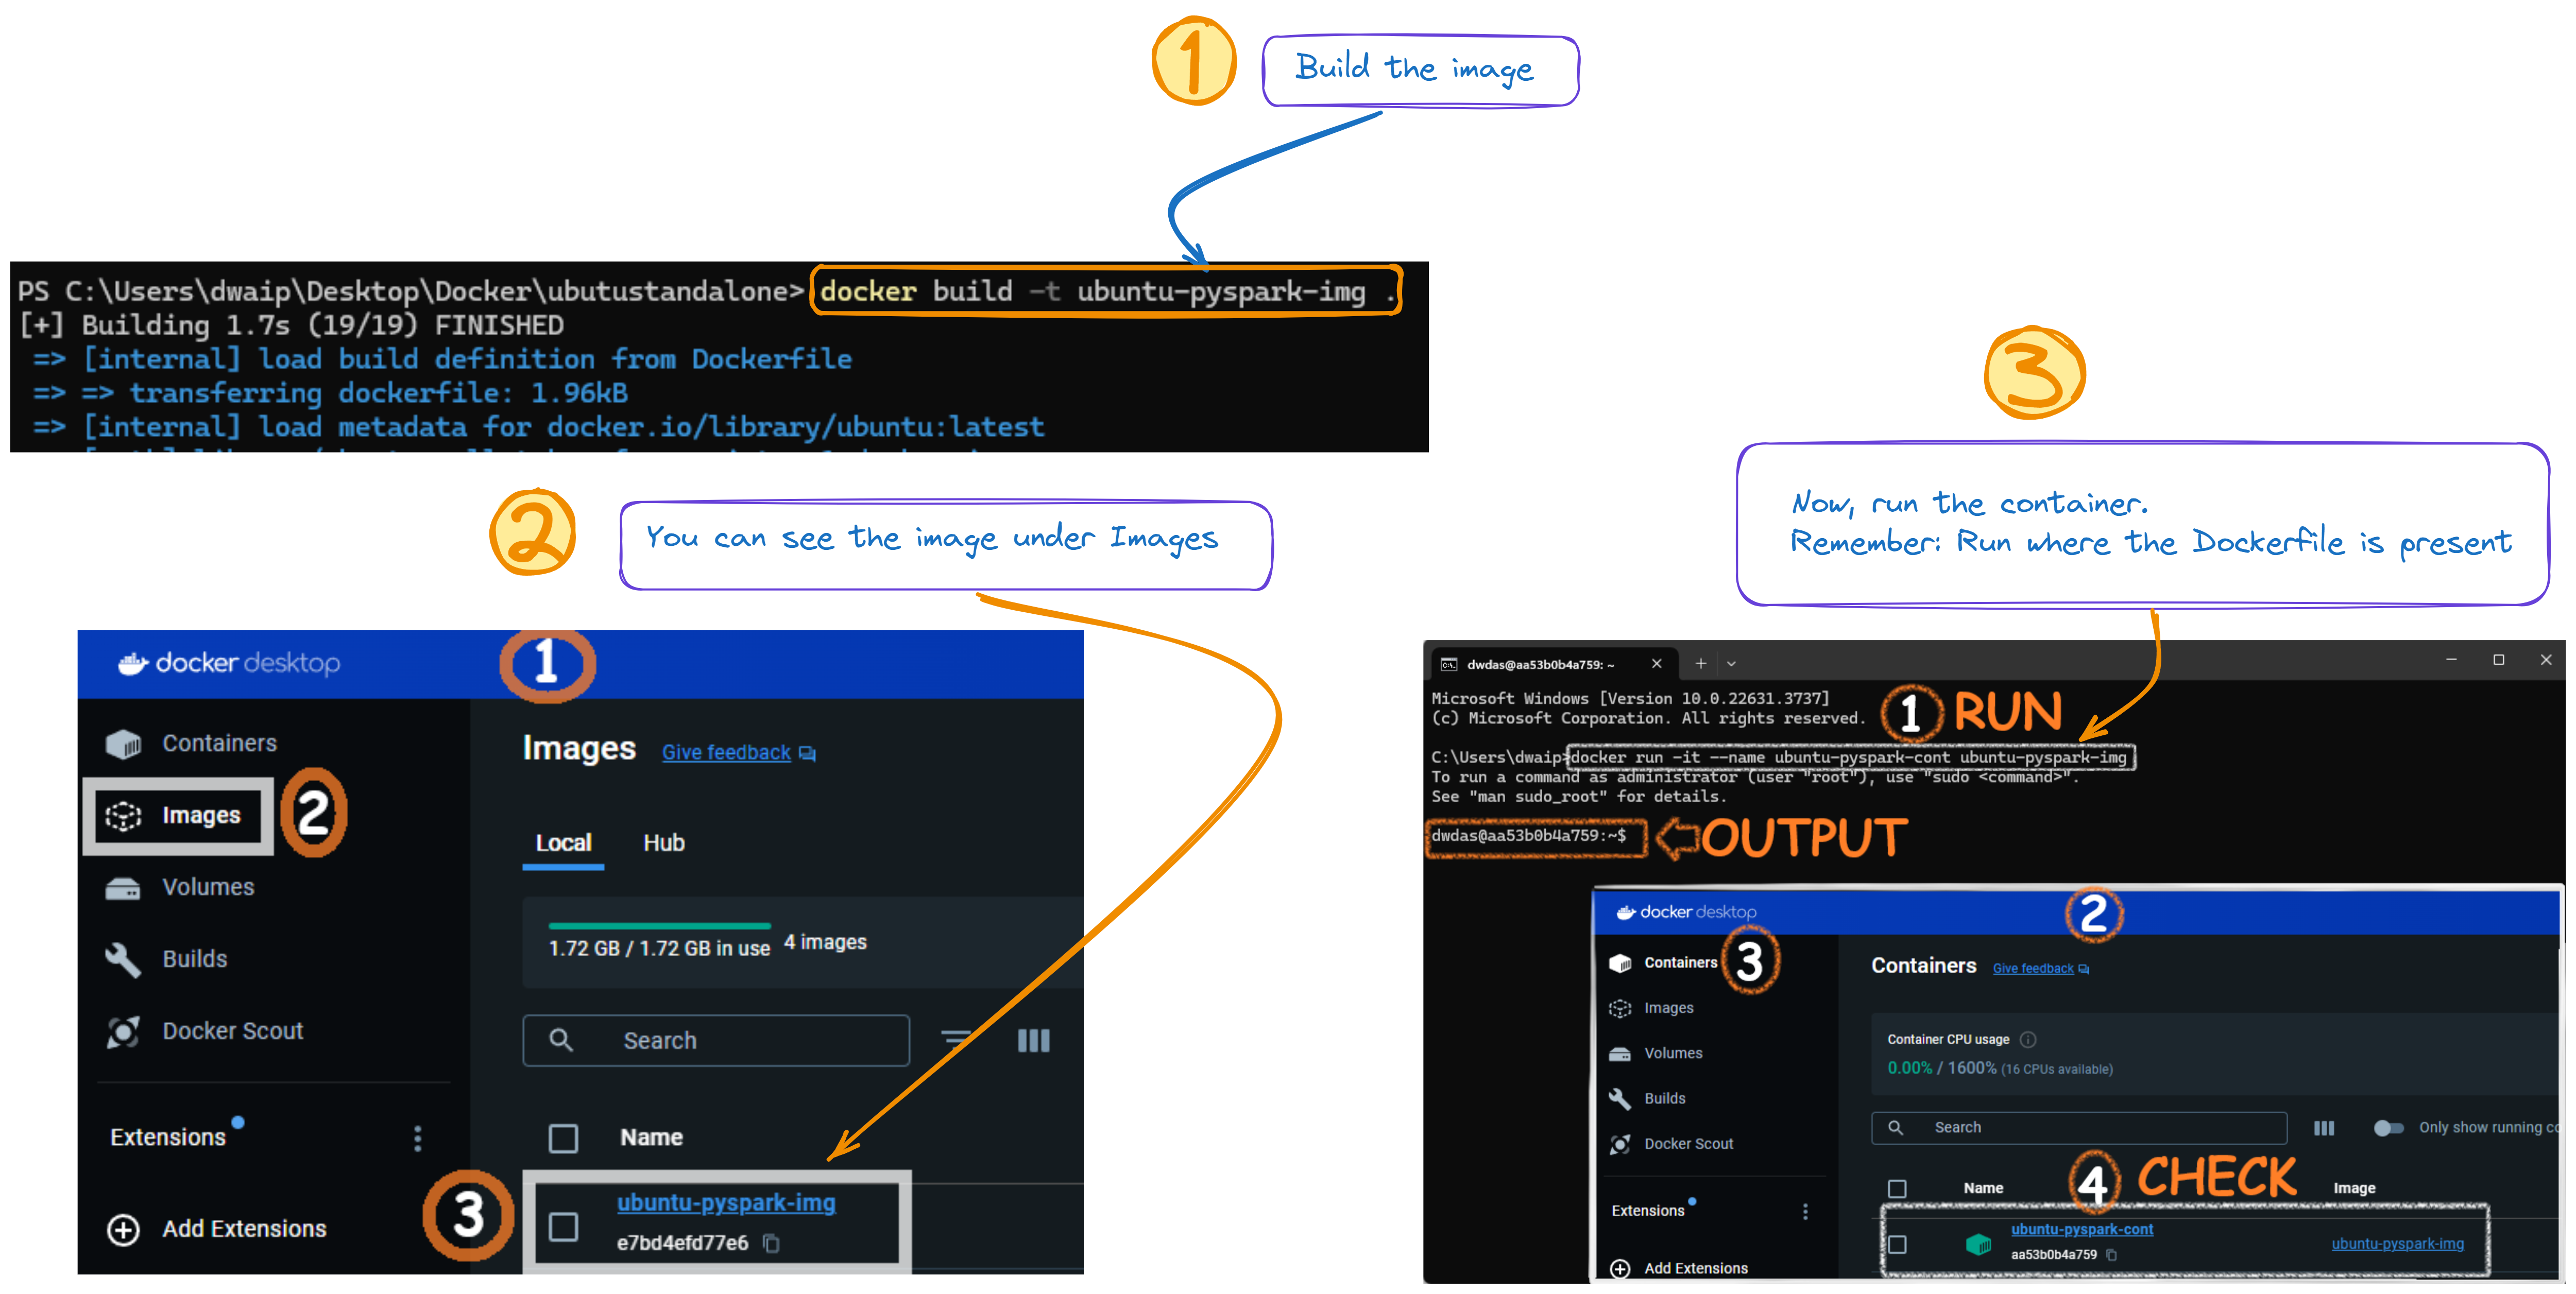 1
Build the image
PS C:\Users\dwaip\Desktop\Docker\ubutustandalone> docker build -t ubuntu-pyspark-img .
[+] Building 1.7s (19/19) FINISHED
=> [internal] load build definition from Dockerfile
=> => transferring dockerfile: 1.96kB
=> [internal] load metadata for docker.io/library/ubuntu:latest
2
You can see the image under Images
docker desktop
1
Containers
Images
2
Volumes
Builds
Docker Scout
Extensions
Add Extensions
Images
Give feedback
Local
Hub
1.72 GB / 1.72 GB in use
4 images
Search
Name
3
ubuntu-pyspark-img
e7bd4efd77e6
3
Now, run the container.
Remember: Run where the Dockerfile is present
dwdas@aa53b0b4a759: ~
Microsoft Windows [Version 10.0.22631.3737]
(c) Microsoft Corporation. All rights reserved.
1 RUN
C:\Users\dwaip>docker run -it --name ubuntu-pyspark-cont ubuntu-pyspark-img
To run a command as administrator (user "root"), use "sudo <command>".
See "man sudo_root" for details.
dwdas@aa53b0b4a759:~$
OUTPUT
docker desktop
2
Containers
3
Images
Volumes
Builds
Docker Scout
Extensions
Add Extensions
Containers
Give feedback
Container CPU usage
0.00% / 1600% (16 CPUs available)
Search
Only show running
4 CHECK
Name
Image
ubuntu-pyspark-cont
aa53b0b4a759
ubuntu-pyspark-img